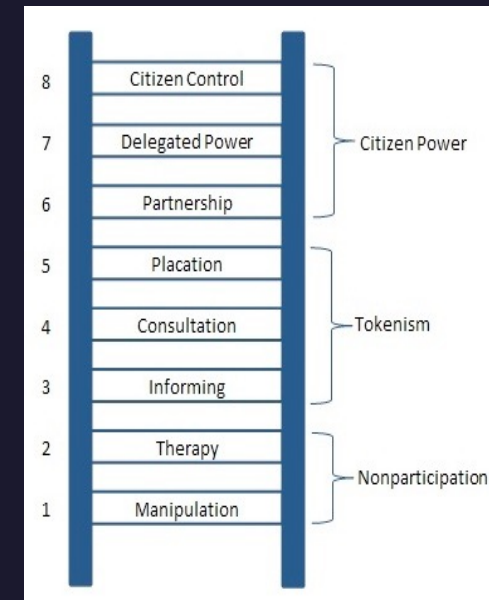 8 Citizen Control
7 Delegated Power Citizen Power
6 Partnership
5 Placation
4 Consultation Tokenism
3 Informing
2 Therapy
Nonparticipation
1 Manipulation